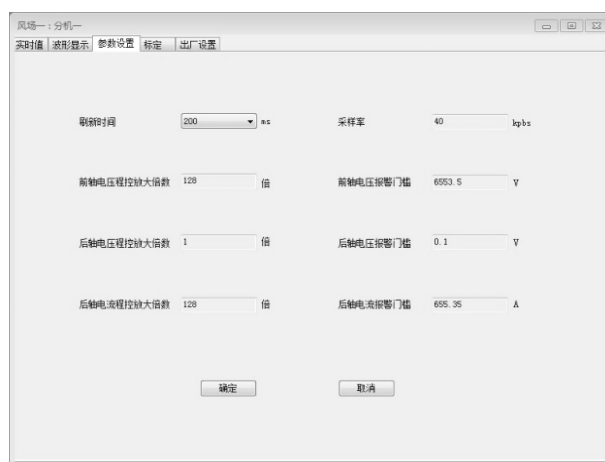 风场一:分机一
实时值 波形显示 参数设置 标定 出厂设置
刷新时间 200 ms 采样率 40 kpbs
前轴电压程控放大倍数 128 倍 前轴电压报警门槛 6553.5 V
后轴电压程控放大倍数 1 倍 后轴电压报警门槛 0.1 V
后轴电流程控放大倍数 128 倍 后轴电流报警门槛 655.35 A
确定 取消